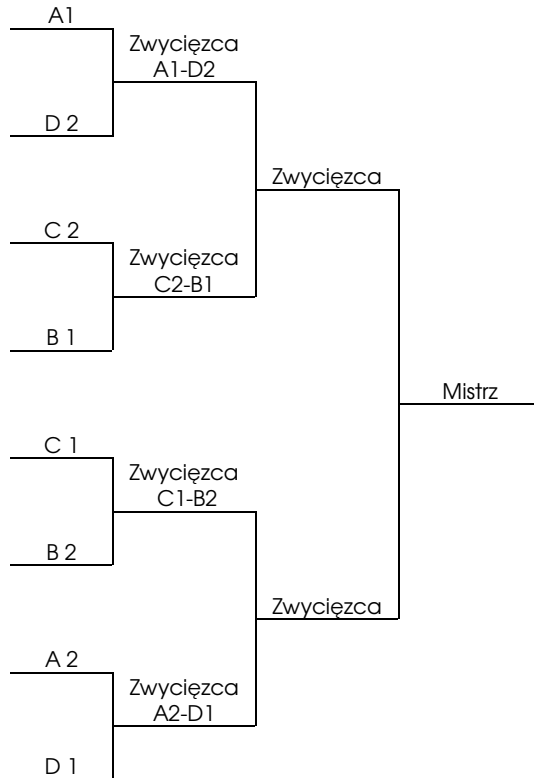 A1
Zwycięzca
A1-D2
D 2
Zwycięzca
C 2
Zwycięzca
C2-B1
B 1
Mistrz
C 1
Zwycięzca
C1-B2
B 2
Zwycięzca
A 2
Zwycięzca
A2-D1
D 1